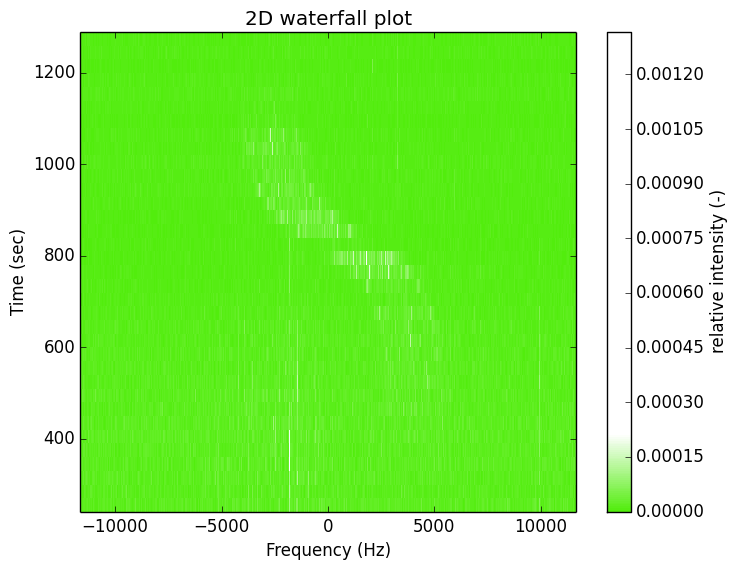 2D waterfall plot
1200
1000
800
600
400
Time (sec)
−10000 −5000 0 5000 10000
Frequency (Hz)
0.00120
0.00105
0.00090
0.00075
0.00060
0.00045
0.00030
0.00015
0.00000
relative intensity (-)